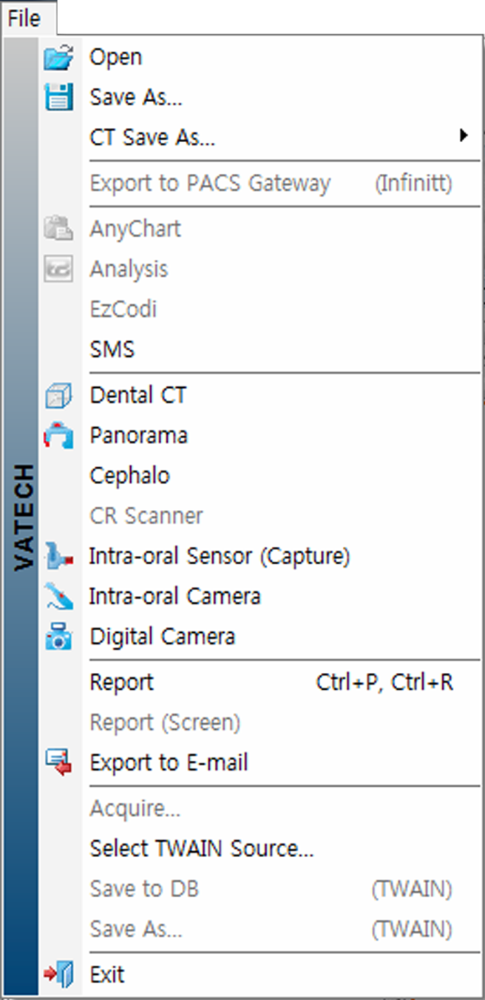 File
Open
Save As...
CT Save As...
Export to PACS Gateway (Infinitt)
AnyChart
Analysis
EzCodi
SMS
Dental CT
Panorama
Cephalo
CR Scanner
Intra-oral Sensor (Capture)
Intra-oral Camera
Digital Camera
Report Ctrl+P, Ctrl+R
Report (Screen)
Export to E-mail
Acquire...
Select TWAIN Source...
Save to DB (TWAIN)
Save As... (TWAIN)
Exit
VATECH